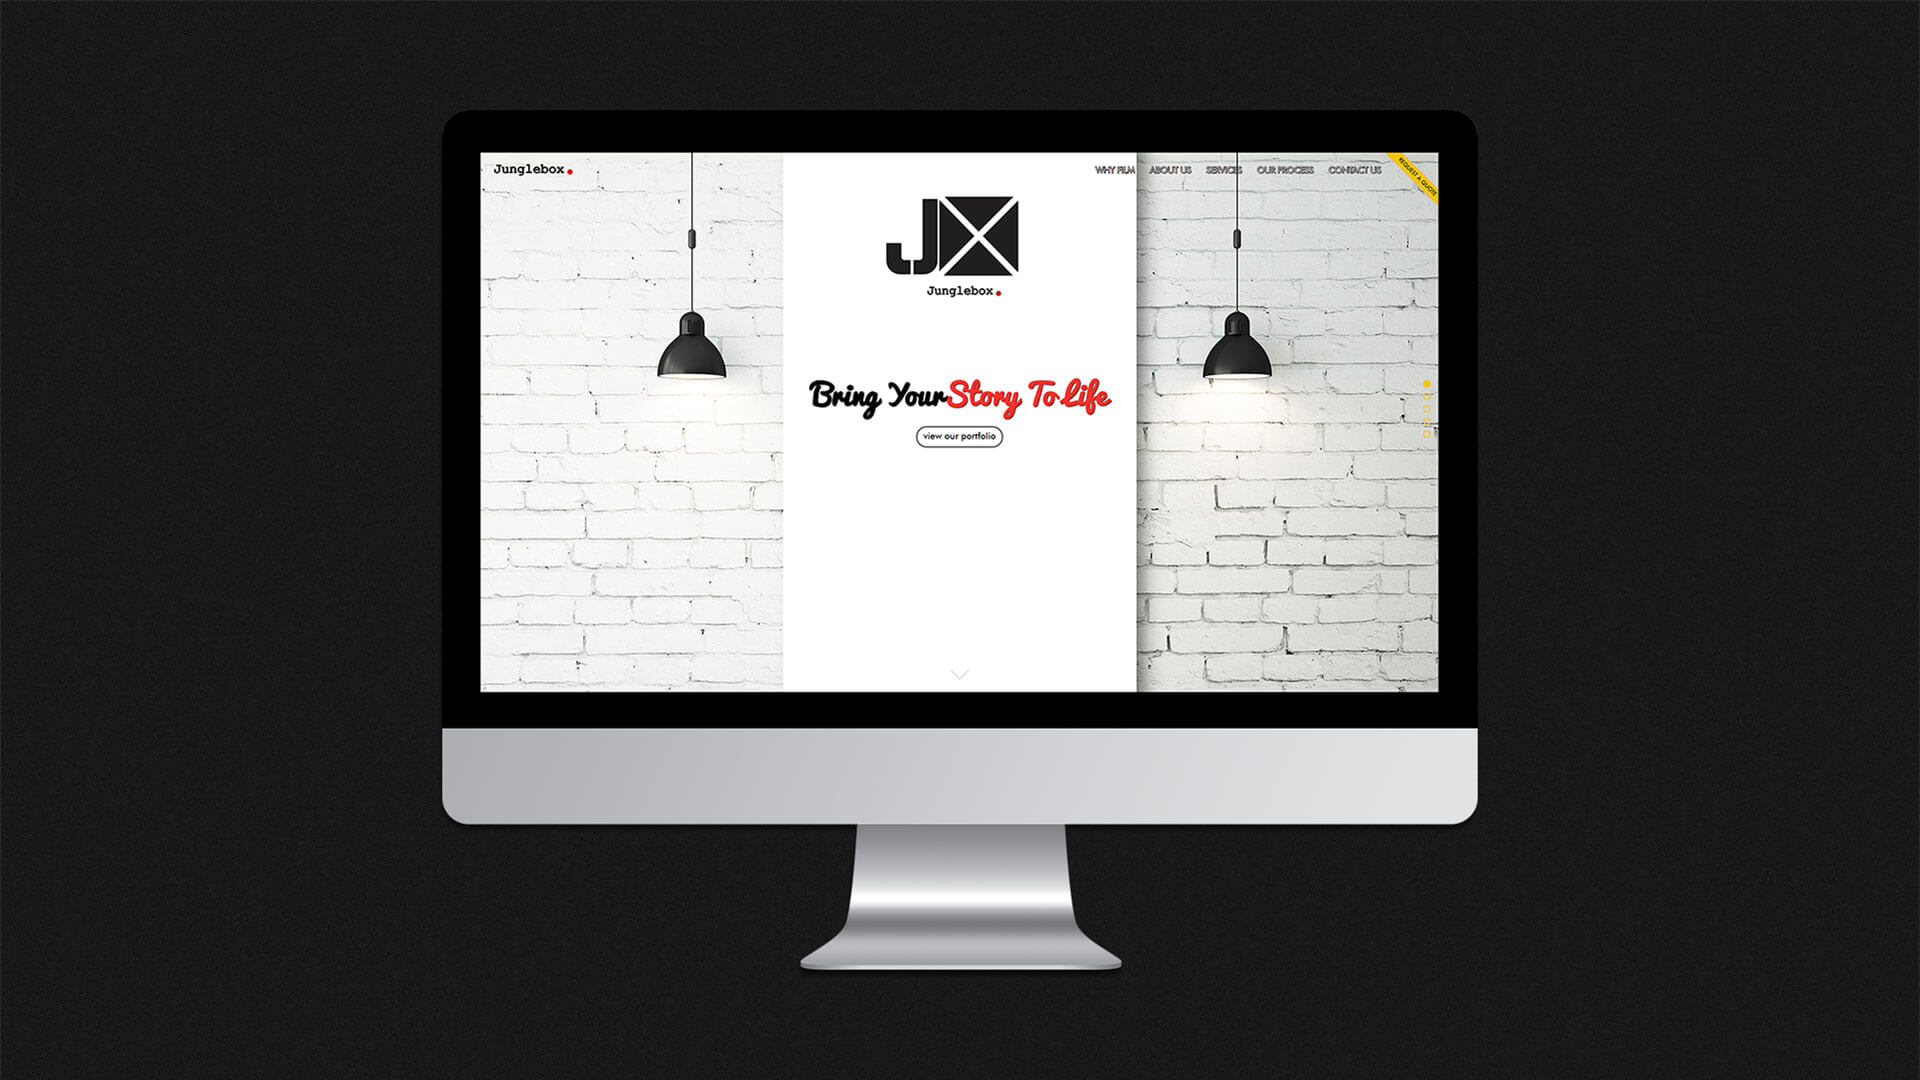 Junglebox.
WHY FILM ABOUT US SERVICES OUR PROCESS CONTACT US
REQUEST A QUOTE
JX
Junglebox.
Bring Your Story To Life
view our portfolio